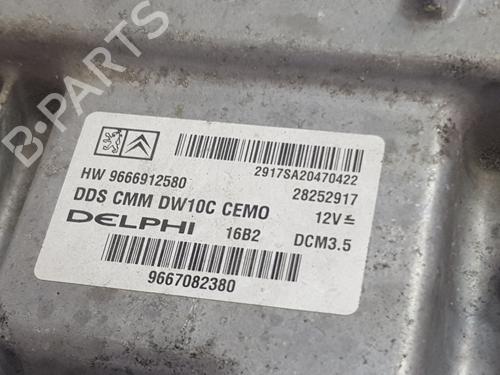 B-PARTS
2917SA20470422
HW 9666912580
28252917
DDS CMM DW10C CEMO
12V
DELPHI 16B2 DCM3.5
9667082380